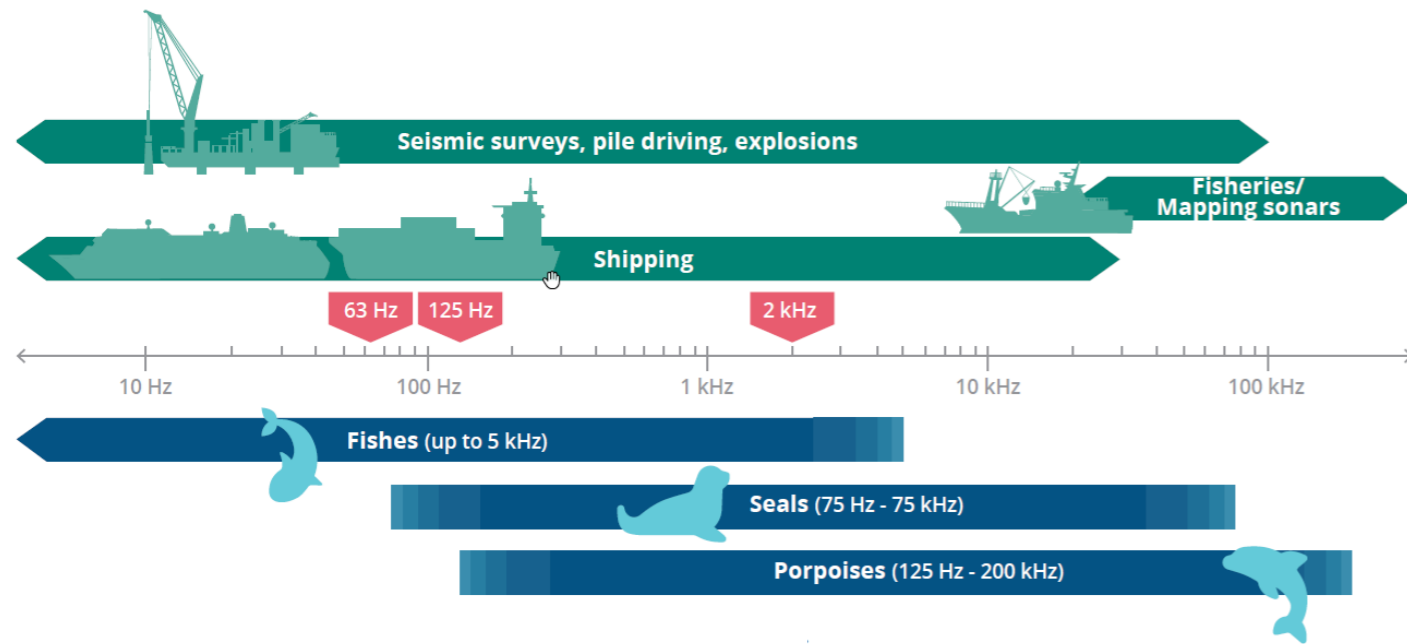 Seismic surveys, pile driving, explosions
Fisheries/
Mapping sonars
Shipping
63 Hz
125 Hz
2 kHz
10 Hz
100 Hz
1 kHz
10 kHz
100 kHz
Fishes (up to 5 kHz)
Seals (75 Hz - 75 kHz)
Porpoises (125 Hz - 200 kHz)